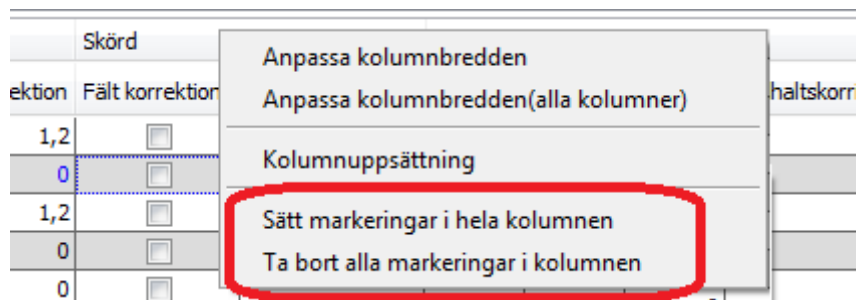 Skörd
Anpassa kolumnbredden
ektion Fält korrektion
Anpassa kolumnbredden(alla kolumner)
haltskorri
1,2
0
Kolumnuppsättning
1,2
Sätt markeringar i hela kolumnen
0
Ta bort alla markeringar i kolumnen
0